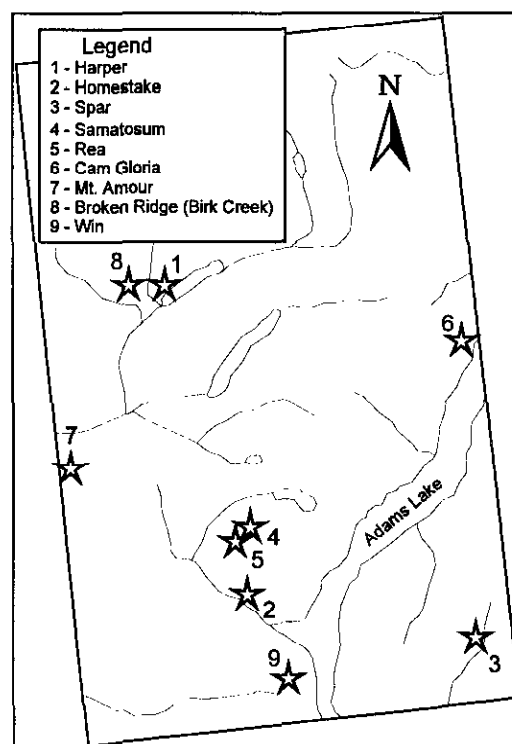 Legend
1 - Harper
2 - Homestake
3 - Spar
4 - Samatosum
5 - Rea
6 - Cam Gloria
7 - Mt. Amour
8 - Broken Ridge (Birk Creek)
9 - Win
N
8
1
6
7
Adams Lake
4
5
2
3
9